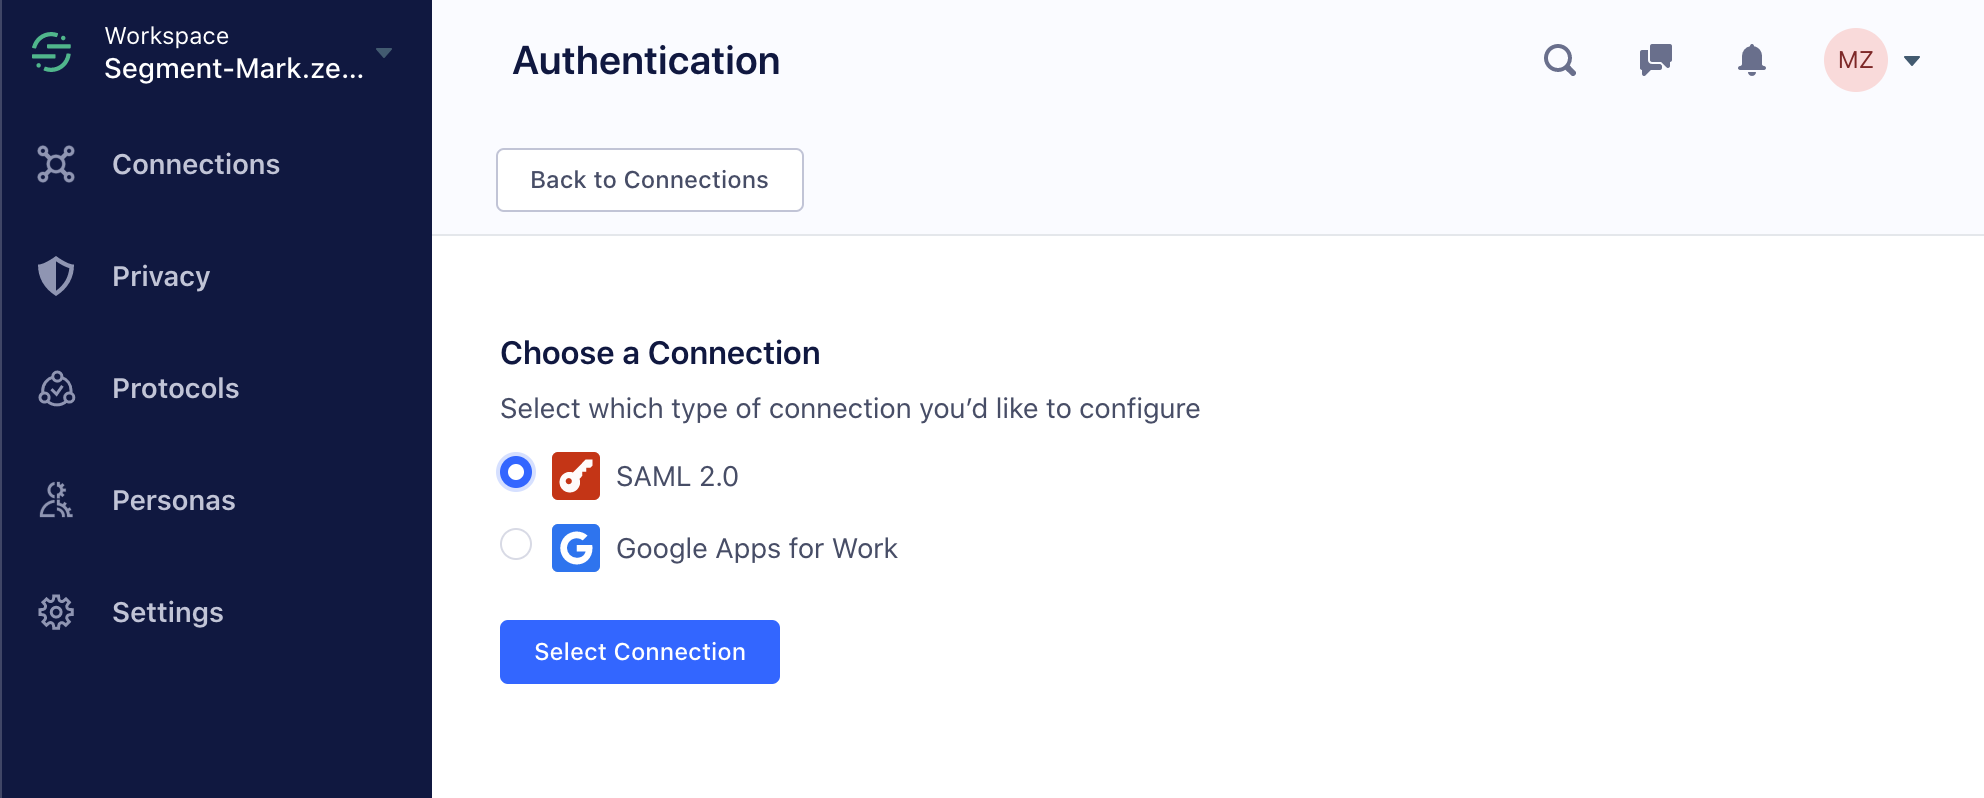 Workspace
Segment-Mark.ze...
Connections
Privacy
Protocols
Personas
Settings
Authentication
MZ
Back to Connections
Choose a Connection
Select which type of connection you’d like to configure
SAML 2.0
Google Apps for Work
Select Connection